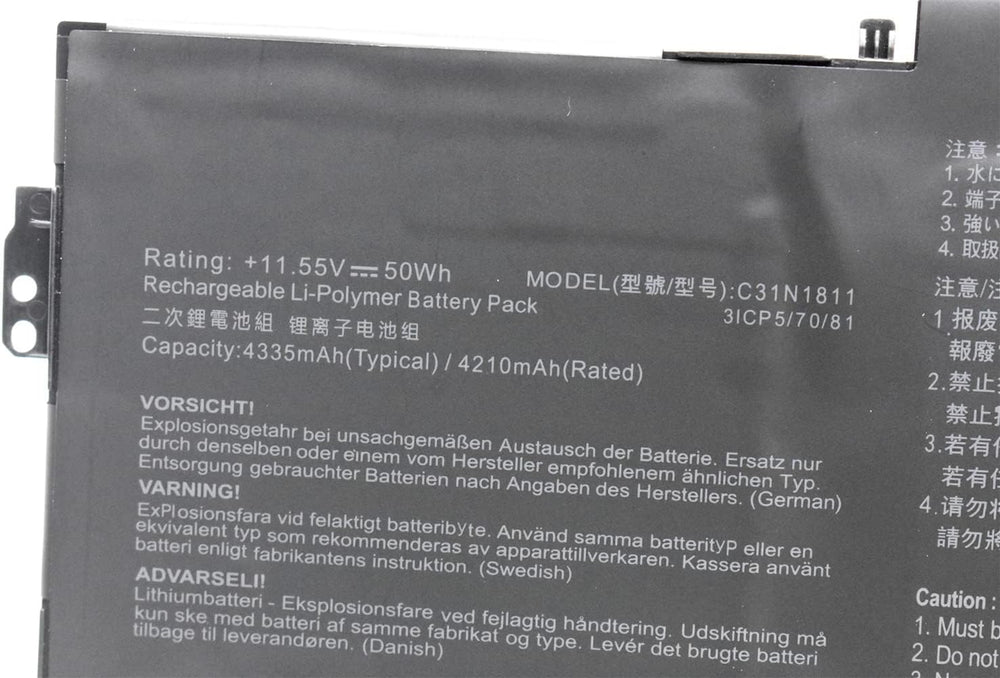 Rating: +11.55V⎓50Wh
Rechargeable Li-Polymer Battery Pack
二次鋰電池組 锂离子电池组
Capacity:4335mAh(Typical) / 4210mAh(Rated)
MODEL(型號/型号):C31N1811
3ICP5/70/81
VORSICHT!
Explosionsgetahr bei unsachgemäßen Austausch der Batterie. Ersatz nur
durch denselben oder einem vom Hersteller empfohlenem ähnlichen Typ.
Entsorgung gebrauchter Batterien nach Angaben des Herstellers. (German)
VARNING!
ExPlosionsfara vid felaktigt batteribyte. Använd samma batterityP eller en
ekvivalent typ som rekommenderas av apparattillverkaren. Kassera använt
batteri enligt fabrikantens instruktion. (Swedish)
ADVARSELI!
Lithiumbatteri - Eksplosionsfare ved fejlagtig håndtering. Udskiftning må
kun ske med batteri af samme fabrikat og type. Levér det brugte batteri
tilbage til leverandøren. (Danish)
注意:
1. 水に
2. 端子
3. 強い
4. 取扱
注意/注
1.报废
報廢
2.禁止
禁止
3.若有
若有任
4.请勿将
請勿將
Caution :
1. Must b
2. Do not